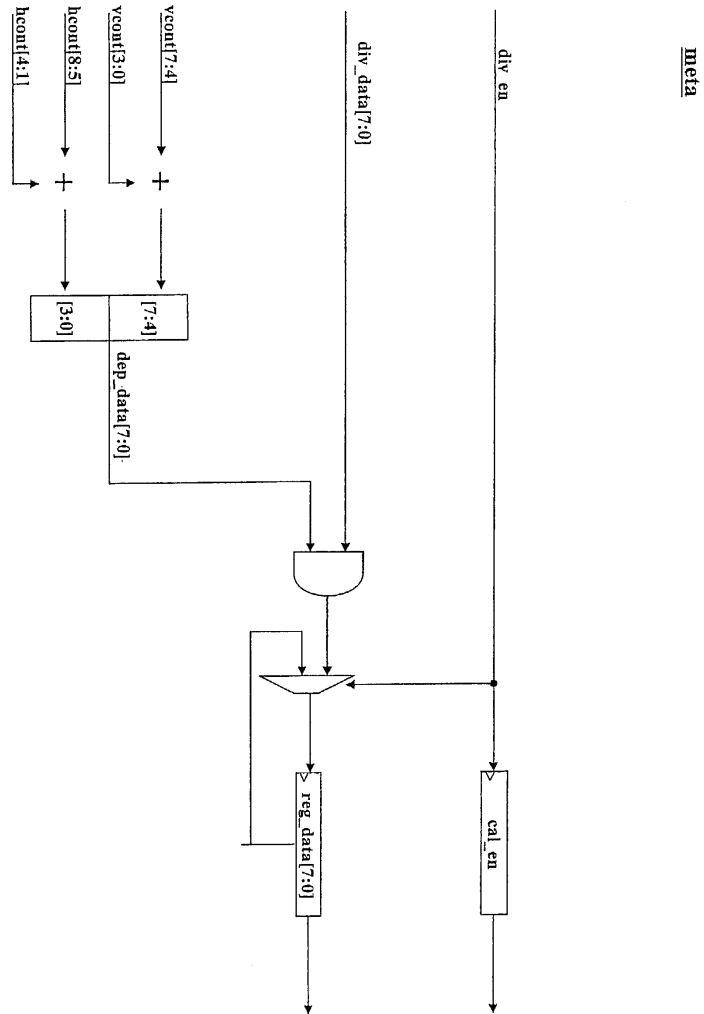 meta
div_en
div_data[7:0]
vcont[7:4]
vcont[3:0]
hcont[8:5]
hcont[4:1]
+
+
[7:4]
[3:0]
dep_data[7:0]
cal_en
reg_data[7:0]